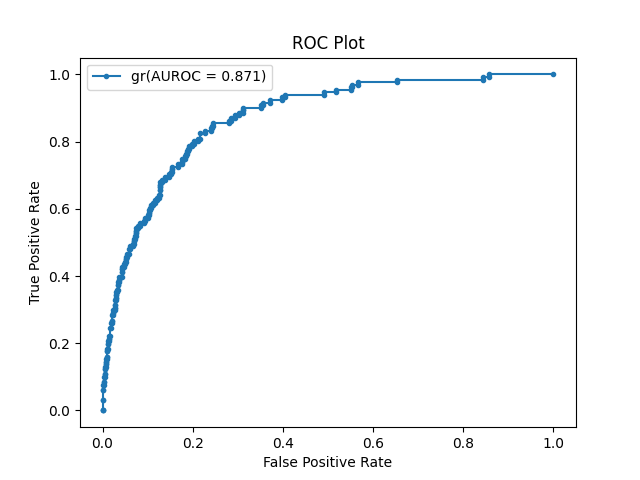 ROC Plot
gr(AUROC = 0.871)
1.0
0.8
0.6
0.4
0.2
0.0
True Positive Rate
0.0 0.2 0.4 0.6 0.8 1.0
False Positive Rate